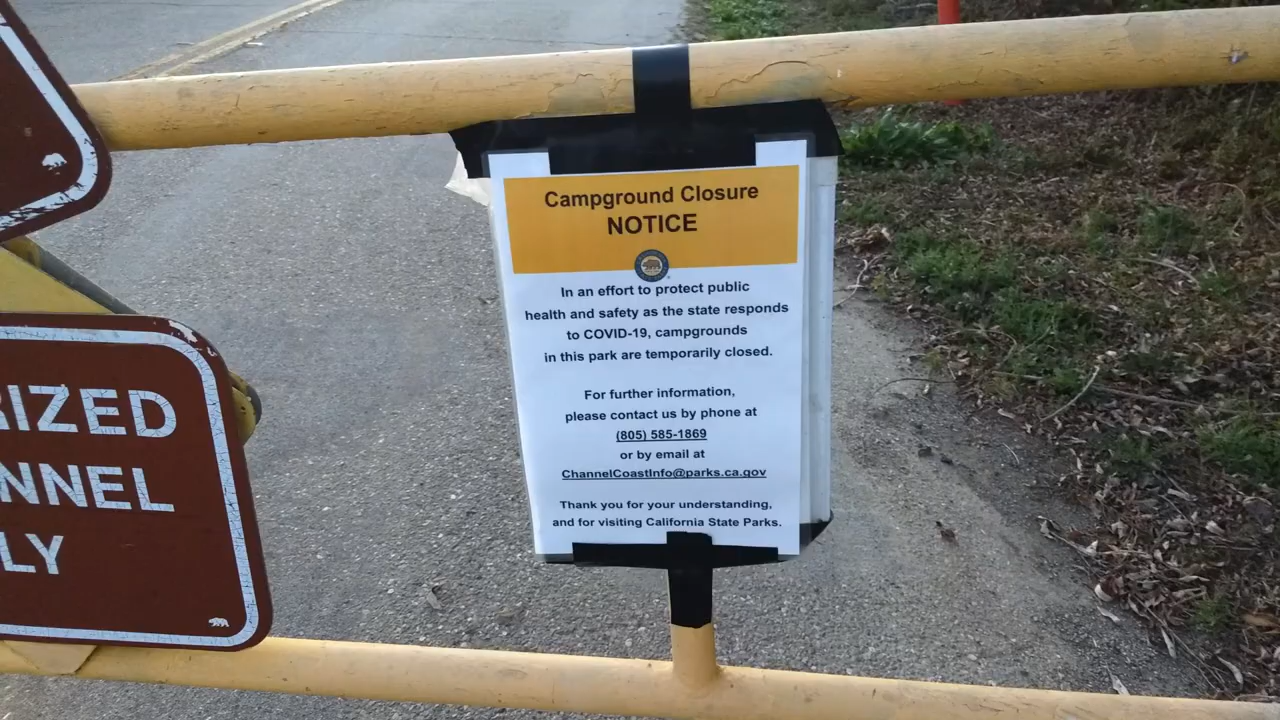 Campground Closure
NOTICE
In an effort to protect public
health and safety as the state responds
to COVID-19, campgrounds
in this park are temporarily closed.
For further information,
please contact us by phone at
(805) 585-1869
or by email at
ChannelCoastInfo@parks.ca.gov
Thank you for your understanding,
and for visiting California State Parks.
RIZED
NNEL
LY